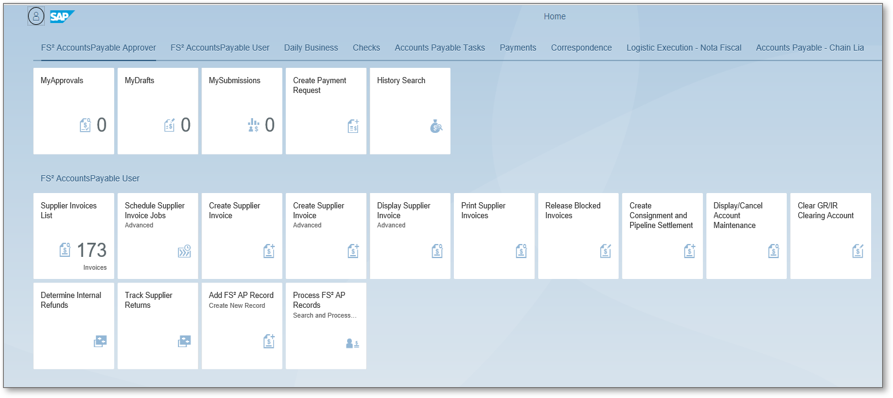 SAP
Home
FS² AccountsPayable Approver
FS² AccountsPayable User
Daily Business
Checks
Accounts Payable Tasks
Payments
Correspondence
Logistic Execution - Nota Fiscal
Accounts Payable - Chain Lia
MyApprovals
0
MyDrafts
0
MySubmissions
0
Create Payment
Request
History Search
FS² AccountsPayable User
Supplier Invoices
List
173
Invoices
Schedule Supplier
Invoice Jobs
Advanced
Create Supplier
Invoice
Create Supplier
Invoice
Advanced
Display Supplier
Invoice
Advanced
Print Supplier
Invoices
Release Blocked
Invoices
Create
Consignment and
Pipeline Settlement
Display/Cancel
Account
Maintenance
Clear GR/IR
Clearing Account
Determine Internal
Refunds
Track Supplier
Returns
Add FS² AP Record
Create New Record
Process FS² AP
Records
Search and Process...